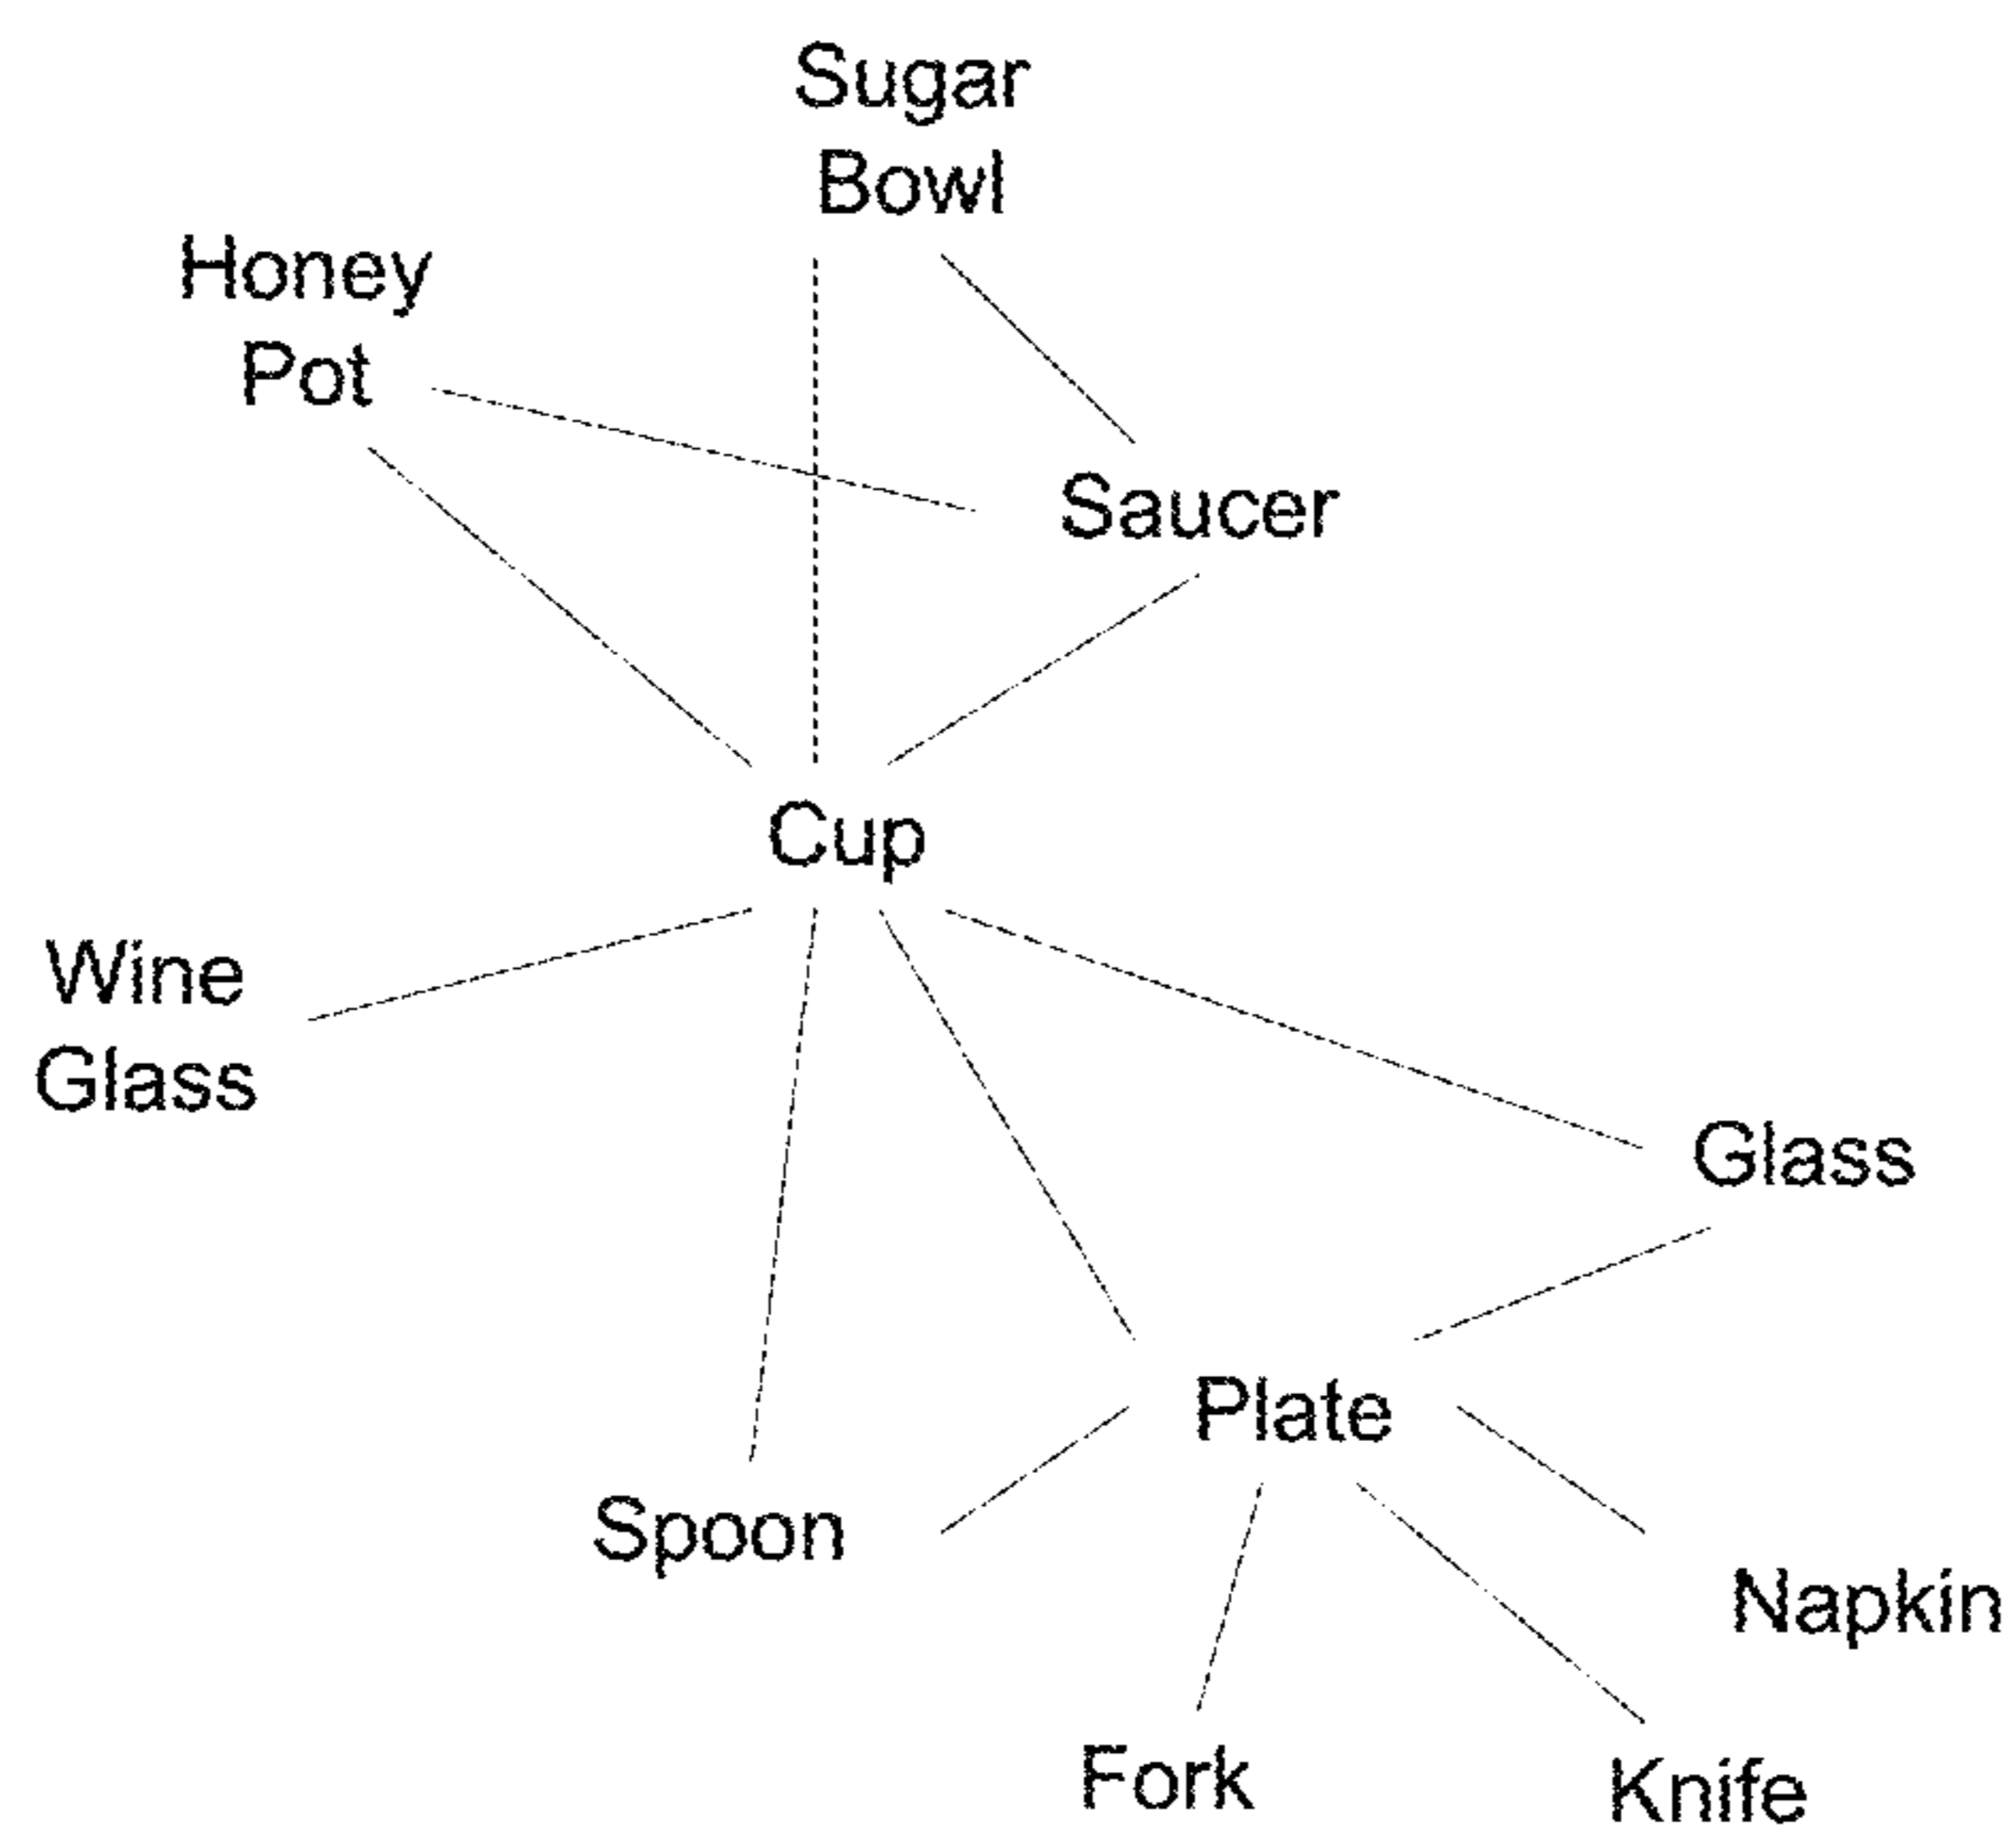 Sugar
Bowl
Honey
Pot
Saucer
Cup
Wine
Glass
Glass
Plate
Spoon
Napkin
Fork
Knife